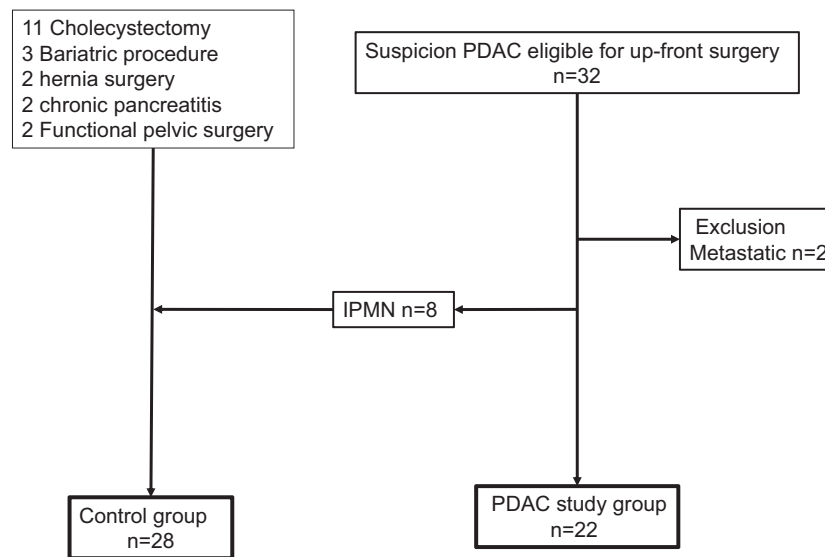 11 Cholecystectomy
3 Bariatric procedure
2 hernia surgery
2 chronic pancreatitis
2 Functional pelvic surgery
Suspicion PDAC eligible for up-front surgery
n=32
Exclusion
Metastatic n=2
IPMN n=8
Control group
n=28
PDAC study group
n=22